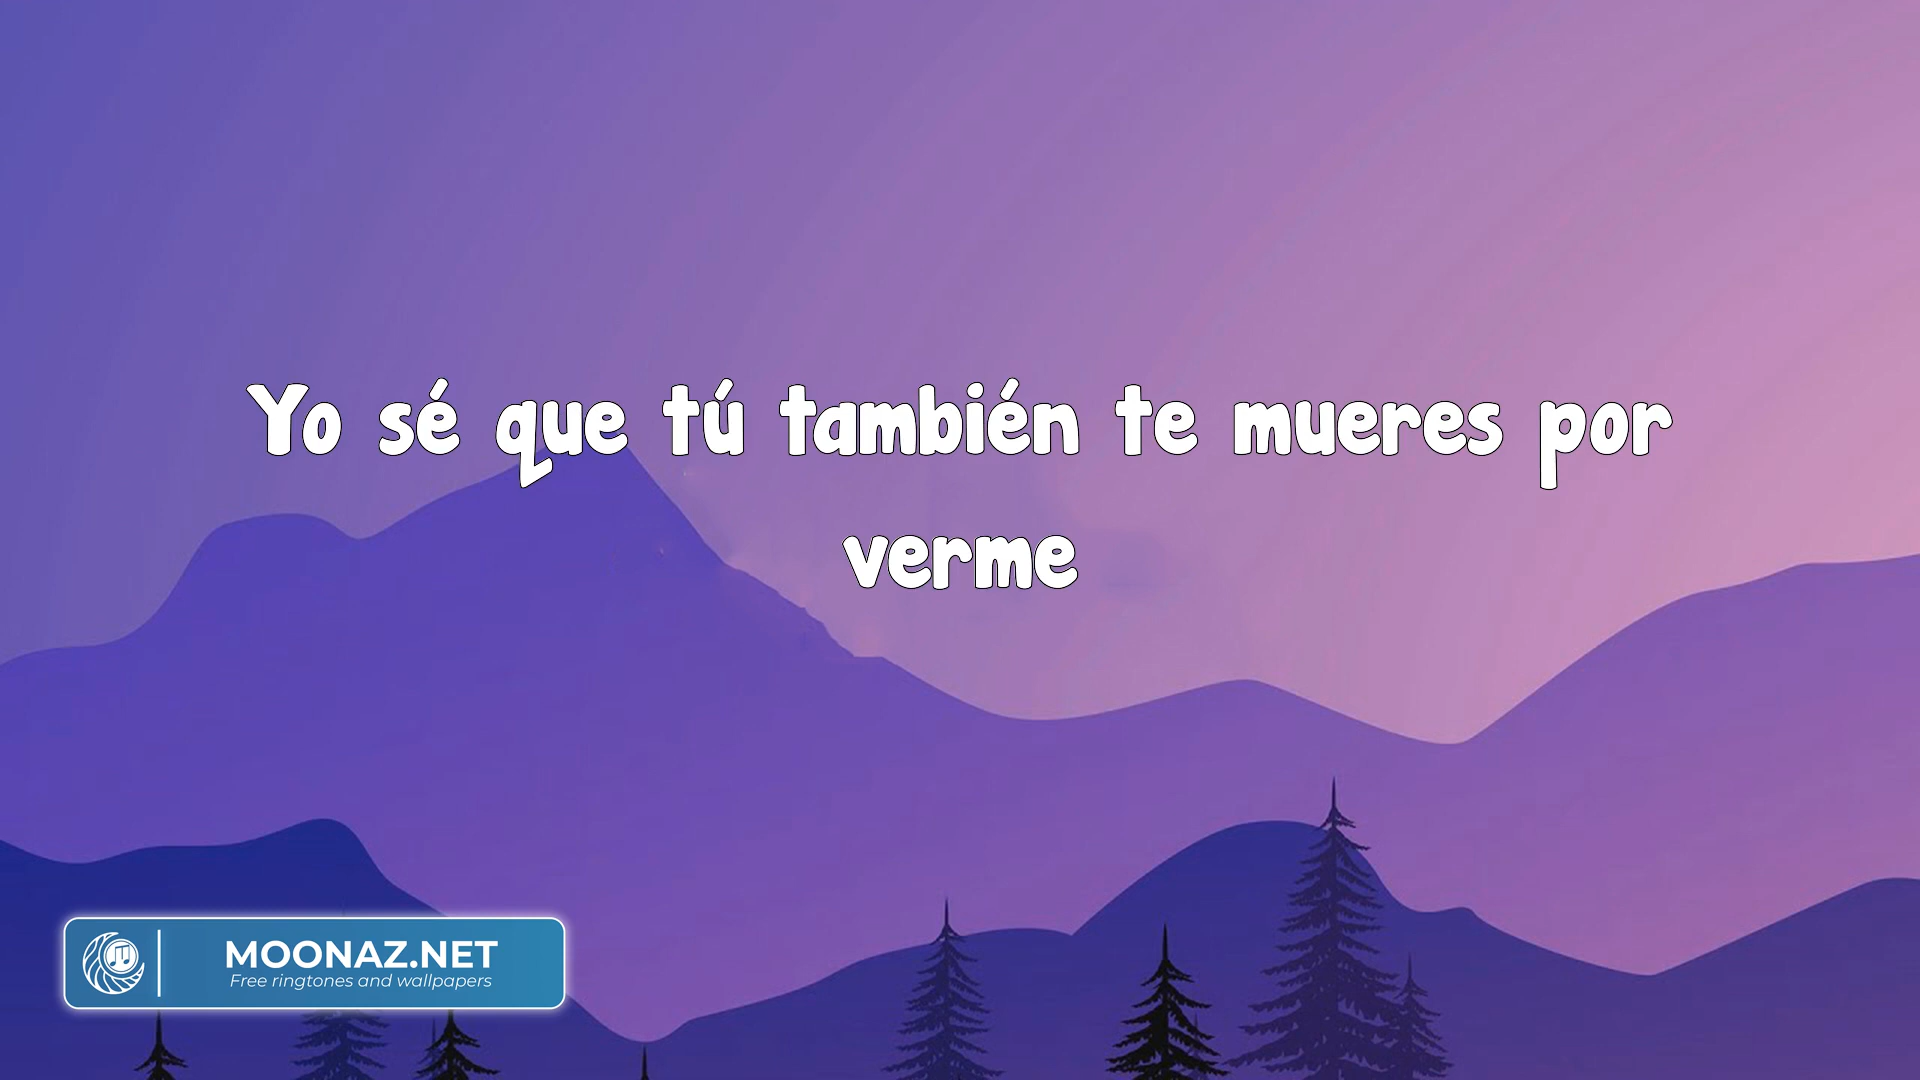 Yo sé que tú también te mueres por
verme
MOONAZ.NET
Free ringtones and wallpapers